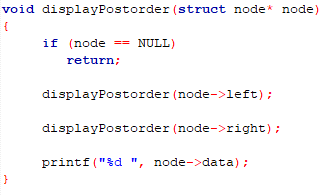 void displayPostorder(struct node* node)
{
if (node == NULL)
return;
displayPostorder(node->left);
displayPostorder(node->right);
printf("%d ", node->data);
}